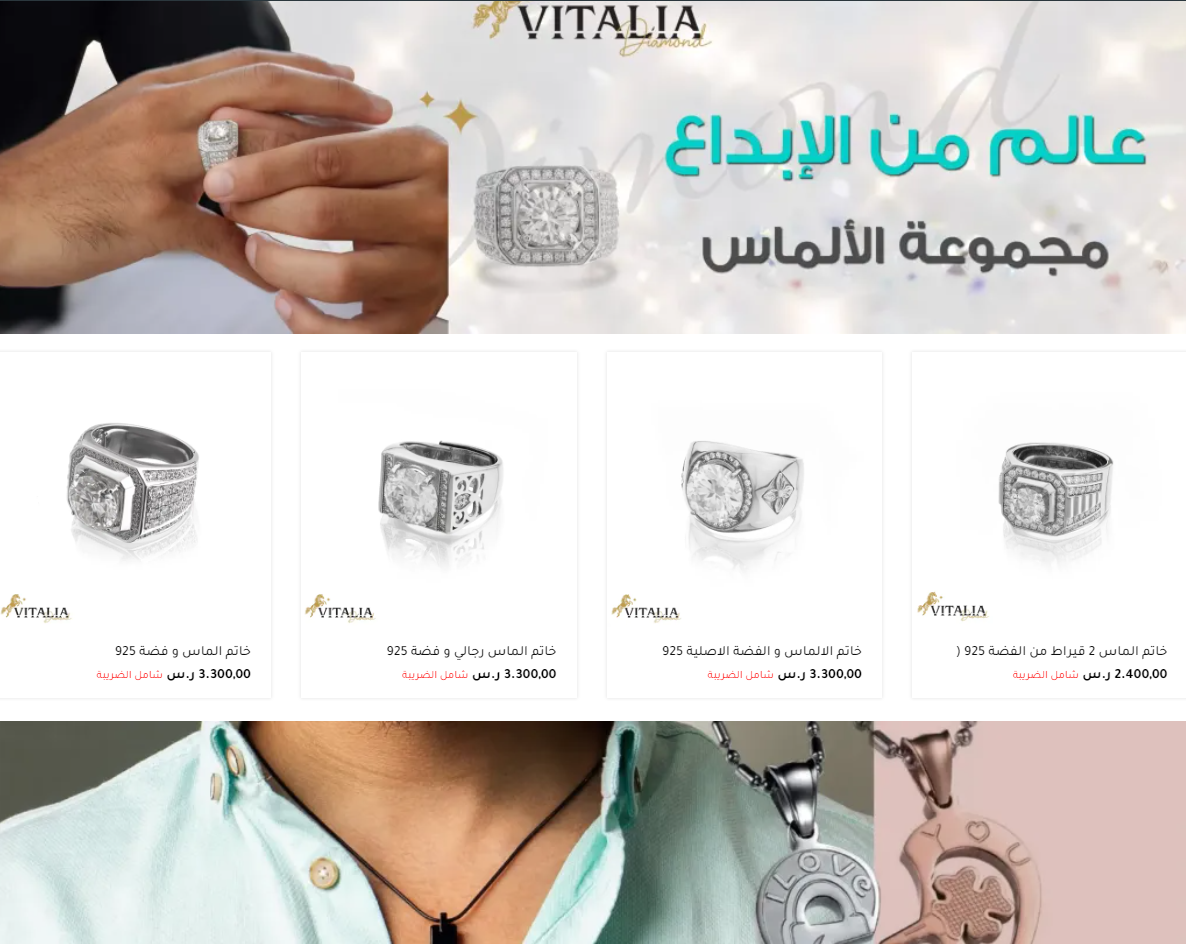 VITALIA
Diamond
Diamond
عالم من الإبداع
مجموعة الألماس
VITALIA
خاتم الماس 2 قيراط من الفضة 925 (
2.400,00 ر.س شامل الضريبة
VITALIA
خاتم الالماس و الفضة الاصلية 925
3.300,00 ر.س شامل الضريبة
VITALIA
خاتم الماس رجالي و فضة 925
3.300,00 ر.س شامل الضريبة
VITALIA
خاتم الماس و فضة 925
3.300,00 ر.س شامل الضريبة
I LOVE
YOU